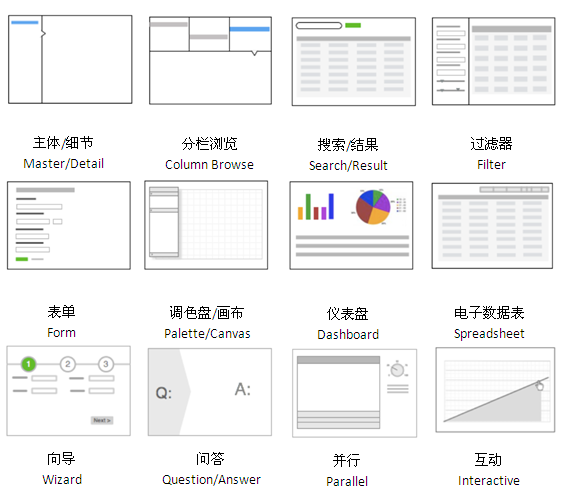 主体/细节
Master/Detail
分栏浏览
Column Browse
搜索/结果
Search/Result
过滤器
Filter
表单
Form
调色盘/画布
Palette/Canvas
仪表盘
Dashboard
电子数据表
Spreadsheet
1 2 3
Next >
向导
Wizard
Q: A:
问答
Question/Answer
并行
Parallel
互动
Interactive